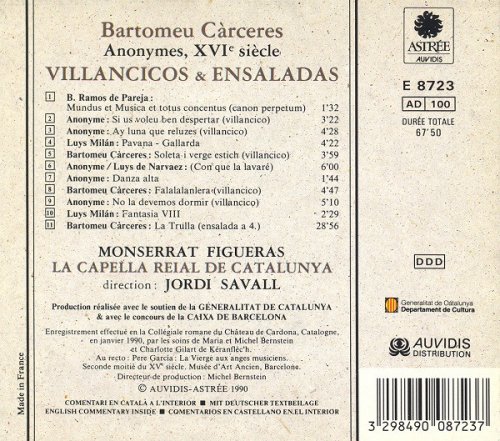 Bartomeu Càrceres
Anonymes, XVIe siècle
VILLANCICOS & ENSALADAS
1 B. Ramos de Pareja:
Mundus et Musica et totus concentus (canon perpetum) 1'32
2 Anonyme: Si us voleu ben despertar (villancico) 3'22
3 Anonyme: Ay luna que reluzes (villancico) 4'28
4 Luys Milán: Pavana - Gallarda 4'22
5 Bartomeu Càrceres: Soleta i verge estich (villancico) 3'59
6 Anonyme / Luys de Narvaez: (Con que la lavaré) 6'00
7 Anonyme: Danza alta 1'44
8 Bartomeu Càrceres: Falalalanlera (villancico) 4'47
9 Anonyme: No la devemos dormir (villancico) 5'10
10 Luys Milán: Fantasia VIII 2'29
11 Bartomeu Càrceres: La Trulla (ensalada a 4.) 28'56
MONSERRAT FIGUERAS
LA CAPELLA REIAL DE CATALUNYA
direction: JORDI SAVALL
Production réalisée avec le soutien de la GENERALITAT DE CATALUNYA
& avec le concours de la CAIXA DE BARCELONA
Enregistrement effectué en la Collégiale romane du Château de Cardona, Catalogne,
en janvier 1990, par les soins de Maria et Michel Bernstein
et Charlotte Gilart de Kéranflèc'h.
Au recto: Pere Garcia: La Vierge aux anges musiciens.
Seconde moitié du XVe siècle, Musée d'Art Ancien, Barcelone.
Directeur de production: Michel Bernstein
© AUVIDIS-ASTRÉE 1990
COMENTARI EN CATALÀ A L'INTERIOR ■ MIT DEUTSCHER TEXTBEILAGE
ENGLISH COMMENTARY INSIDE ■ COMENTARIOS EN CASTELLANO EN EL INTERIOR
Made in France
ASTRÉE
AUVIDIS
E 8723
AD 100
DURÉE TOTALE
67'50
DDD
Generalitat de Catalunya
Departament de Cultura
AUVIDIS
DISTRIBUTION
3 298490 087237